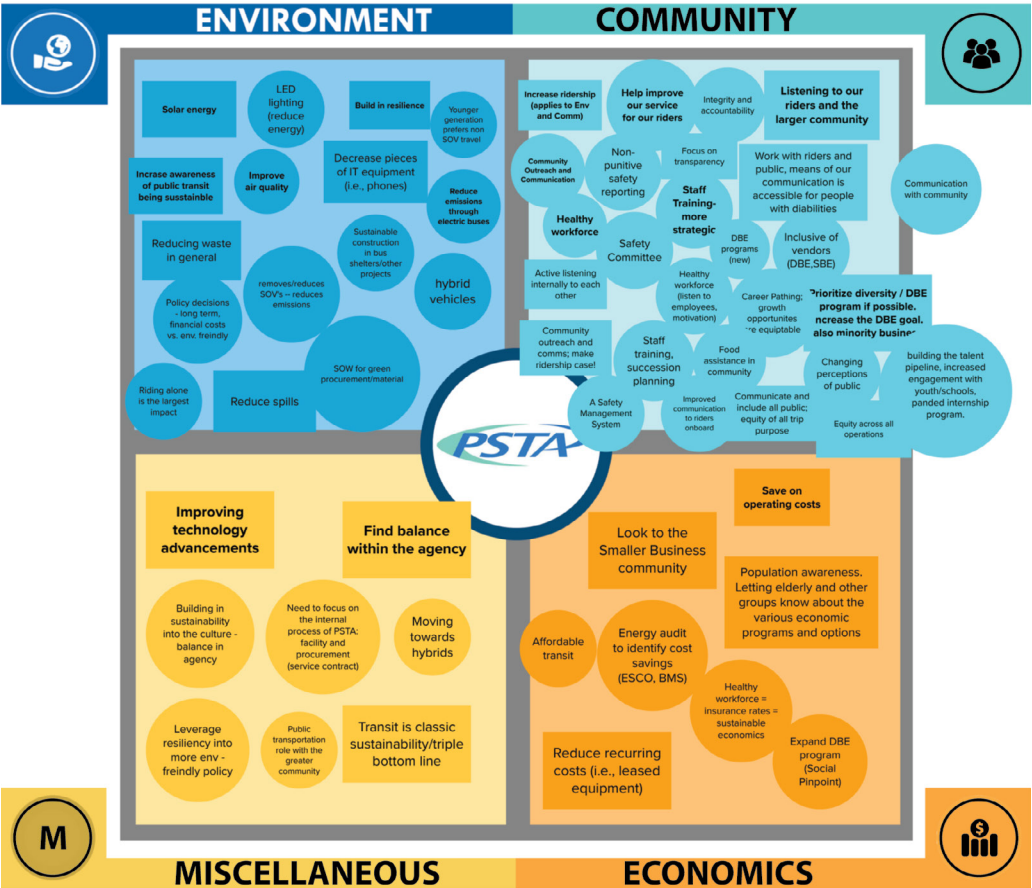 ENVIRONMENT
COMMUNITY
Solar energy
LED
lighting
(reduce
energy)
Build in resilience
Younger
generation
prefers non
SOV travel
Incrase awareness
of public transit
being susstainble
Improve
air quality
Decrease pieces
of IT equipment
(i.e., phones)
Reduce
emissions
through
electric buses
Reducing waste
in general
Sustainable
construction
in bus
shelters/other
projects
removes/reduces
SOV's -- reduces
emissions
hybrid
vehicles
Policy decisions
- long term,
financial costs
vs. env. freindly
SOW for green
procurement/material
Riding alone
is the largest
impact
Reduce spills
Increase ridership
(applies to Env
and Comm)
Help improve
our service
for our riders
Integrity and
accountability
Listening to our
riders and the
larger community
Community
Outreach and
Communication
Non-
punitive
safety
reporting
Focus on
transparency
Work with riders and
public, means of our
communication is
accessible for people
with diabilities
Communication
with community
Healthy
workforce
Staff
Training-
more
strategic
Safety
Committee
DBE
programs
(new)
Inclusive of
vendors
(DBE,SBE)
Active listening
internally to each
other
Healthy
workforce
(listen to
employees,
motivation)
Career Pathing;
growth
opportunites
are equiptable
Prioritize diversity / DBE
program if possible.
Increase the DBE goal.
also minority busines
Community
outreach and
comms; make
ridership case!
Staff
training,
succession
planning
Food
assistance in
community
Changing
perceptions
of public
building the talent
pipeline, increased
engagement with
youth/schools,
panded internship
program.
A Safety
Management
System
Improved
communication
to riders
onboard
Communicate and
include all public;
equity of all trip
purpose
Equity across all
operations
PSTA
Improving
technology
advancements
Find balance
within the agency
Building in
sustainability
into the culture -
balance in
agency
Need to focus on
the internal
process of PSTA:
facility and
procurement
(service contract)
Moving
towards
hybrids
Leverage
resiliency into
more env -
freindly policy
Public
transportation
role with the
greater
community
Transit is classic
sustainability/triple
bottom line
Save on
operating costs
Look to the
Smaller Business
community
Population awareness.
Letting elderly and other
groups know about the
various economic
programs and options
Affordable
transit
Energy audit
to identify cost
savings
(ESCO, BMS)
Healthy
workforce =
insurance rates =
sustainable
economics
Reduce recurring
costs (i.e., leased
equipment)
Expand DBE
program
(Social
Pinpoint)
M
$
MISCELLANEOUS
ECONOMICS